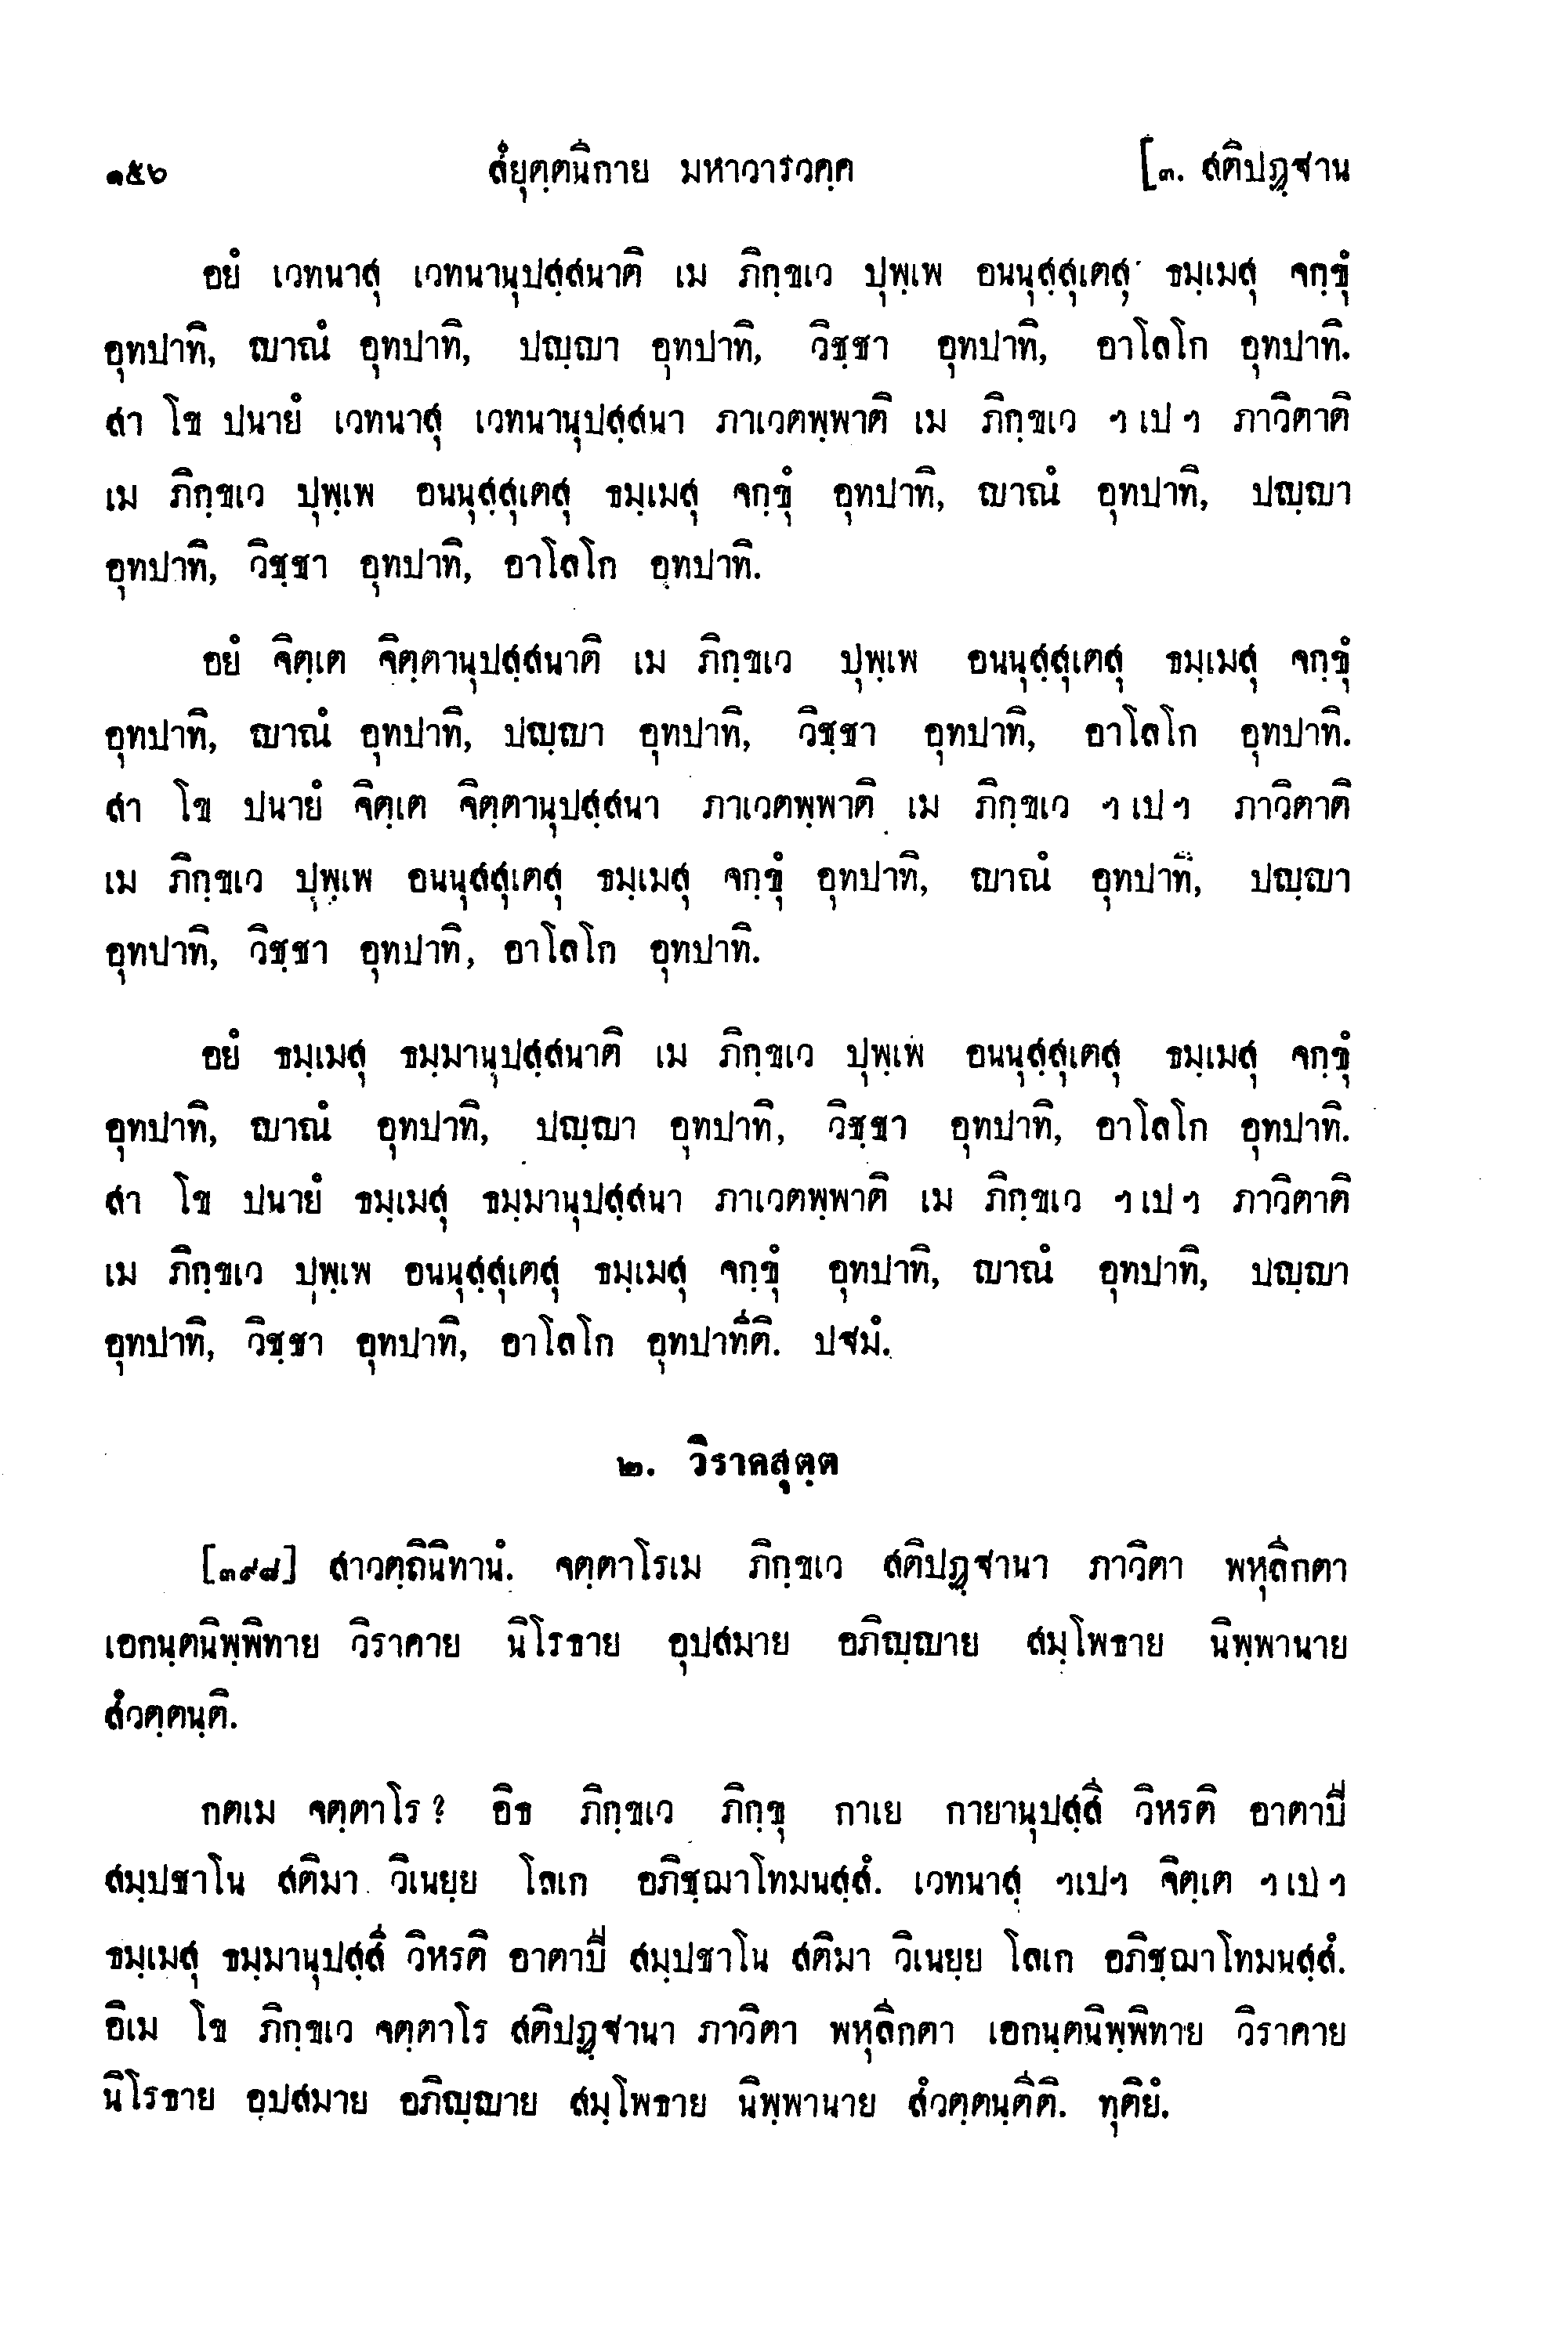 ๑๕๖ สํยุตฺตนิกาย มหาวารวคฺค [๓. สติปฏฺฐาน
อยํ เวทนาสุ เวทนานุปสฺสนาติ เม ภิกฺขเว ปุพฺเพ อนนุสฺสุเตสุ ธมฺเมสุ จกฺขุํ
อุทปาทิ, ญาณํ อุทปาทิ, ปญฺญา อุทปาทิ, วิชฺชา อุทปาทิ, อาโลโก อุทปาทิ.
สา โข ปนายํ เวทนาสุ เวทนานุปสฺสนา ภาเวตพฺพาติ เม ภิกฺขเว ฯ เป ฯ ภาวิตาติ
เม ภิกฺขเว ปุพฺเพ อนนุสฺสุเตสุ ธมฺเมสุ จกฺขุํ อุทปาทิ, ญาณํ อุทปาทิ, ปญฺญา
อุทปาทิ, วิชฺชา อุทปาทิ, อาโลโก อุทปาทิ.
อยํ จิตฺเต จิตฺตานุปสฺสนาติ เม ภิกฺขเว ปุพฺเพ อนนุสฺสุเตสุ ธมฺเมสุ จกฺขุํ
อุทปาทิ, ญาณํ อุทปาทิ, ปญฺญา อุทปาทิ, วิชฺชา อุทปาทิ, อาโลโก อุทปาทิ.
สา โข ปนายํ จิตฺเต จิตฺตานุปสฺสนา ภาเวตพฺพาติ เม ภิกฺขเว ฯ เป ฯ ภาวิตาติ
เม ภิกฺขเว ปุพฺเพ อนนุสฺสุเตสุ ธมฺเมสุ จกฺขุํ อุทปาทิ, ญาณํ อุทปาทิ, ปญฺญา
อุทปาทิ, วิชฺชา อุทปาทิ, อาโลโก อุทปาทิ.
อยํ ธมฺเมสุ ธมฺมานุปสฺสนาติ เม ภิกฺขเว ปุพฺเพ อนนุสฺสุเตสุ ธมฺเมสุ จกฺขุํ
อุทปาทิ, ญาณํ อุทปาทิ, ปญฺญา อุทปาทิ, วิชฺชา อุทปาทิ, อาโลโก อุทปาทิ.
สา โข ปนายํ ธมฺเมสุ ธมฺมานุปสฺสนา ภาเวตพฺพาติ เม ภิกฺขเว ฯ เป ฯ ภาวิตาติ
เม ภิกฺขเว ปุพฺเพ อนนุสฺสุเตสุ ธมฺเมสุ จกฺขุํ อุทปาทิ, ญาณํ อุทปาทิ, ปญฺญา
อุทปาทิ, วิชฺชา อุทปาทิ, อาโลโก อุทปาทีติ. ปฐมํ.
๒. วิราคสุตฺต
[๓๙๘] สาวตฺถินิทานํ. จตฺตาโรเม ภิกฺขเว สติปฏฺฐานา ภาวิตา พหุลีกตา
เอกนฺตนิพฺพิทาย วิราคาย นิโรธาย อุปสมาย อภิญฺญาย สมฺโพธาย นิพฺพานาย
สํวตฺตนฺติ.
กตเม จตฺตาโร? อิธ ภิกฺขเว ภิกฺขุ กาเย กายานุปสฺสี วิหรติ อาตาปี
สมฺปชาโน สติมา วิเนยฺย โลเก อภิชฺฌาโทมนสฺสํ. เวทนาสุ ฯเปฯ จิตฺเต ฯ เป ฯ
ธมฺเมสุ ธมฺมานุปสฺสี วิหรติ อาตาปี สมฺปชาโน สติมา วิเนยฺย โลเก อภิชฺฌาโทมนสฺสํ.
อิเม โข ภิกฺขเว จตฺตาโร สติปฏฺฐานา ภาวิตา พหุลีกตา เอกนฺตนิพฺพิทาย วิราคาย
นิโรธาย อุปสมาย อภิญฺญาย สมฺโพธาย นิพฺพานาย สํวตฺตนฺตีติ. ทุติยํ.